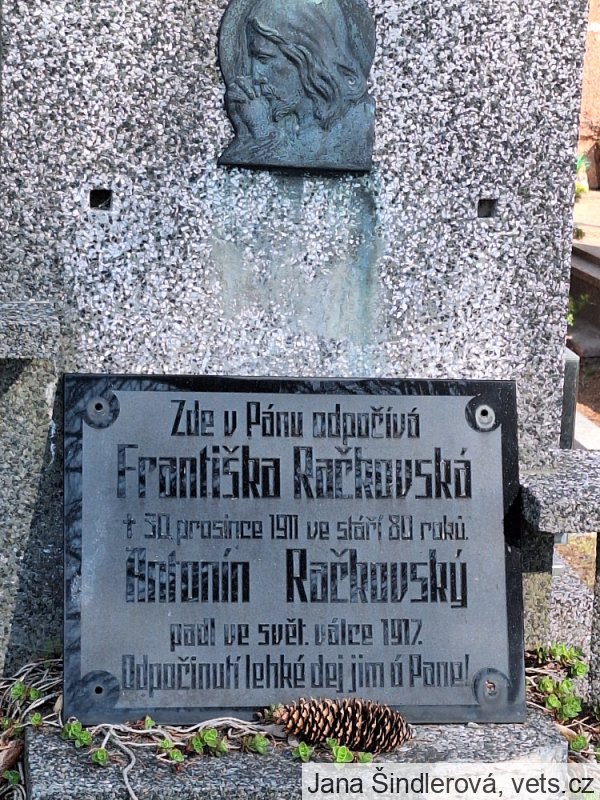 Zde v Pánu odpočívá
Františka Račkovská
† 30. prosince 1911 ve stáří 80 roků.
Antonín Račkovský
padl ve svět. válce 1917.
Odpočinutí lehké dej jim ó Pane!
Jana Šindlerová, vets.cz